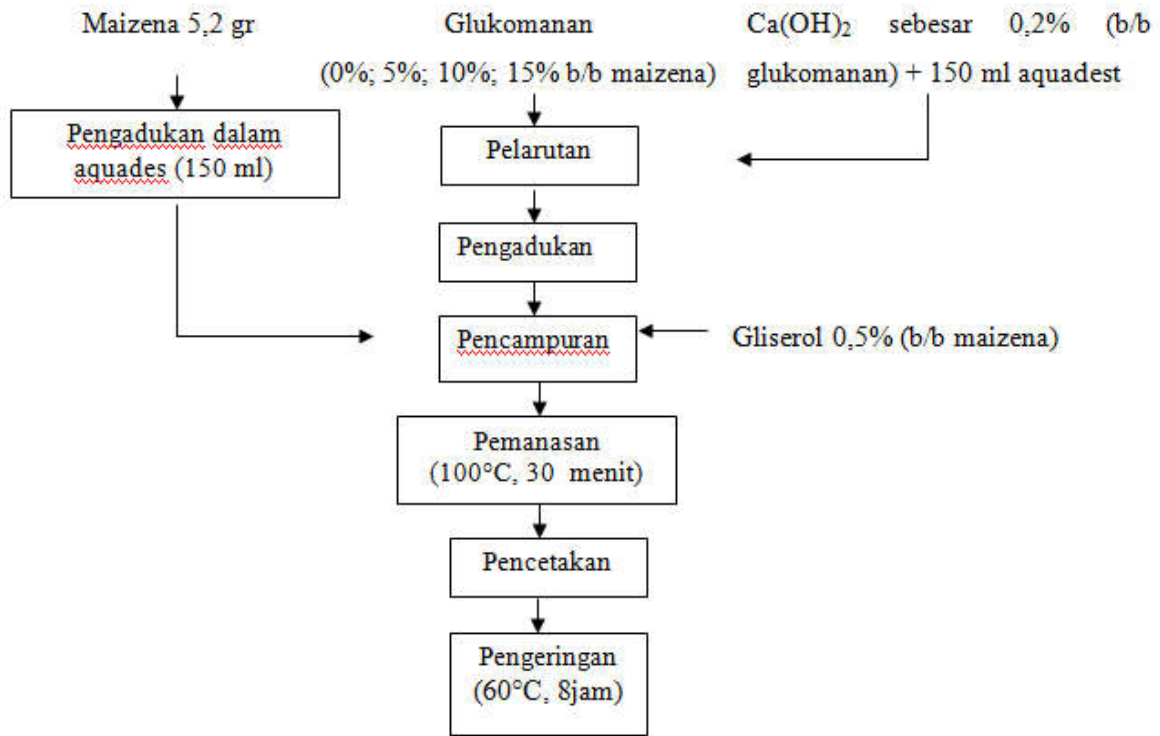 Maizena 5,2 gr
Glukomanan
(0%; 5%; 10%; 15% b/b maizena)
Ca(OH)₂ sebesar 0,2% (b/b
glukomanan) + 150 ml aquadest
Pengadukan dalam
aquades (150 ml)
Pelarutan
Pengadukan
Pencampuran
Gliserol 0,5% (b/b maizena)
Pemanasan
(100°C, 30 menit)
Pencetakan
Pengeringan
(60°C, 8jam)